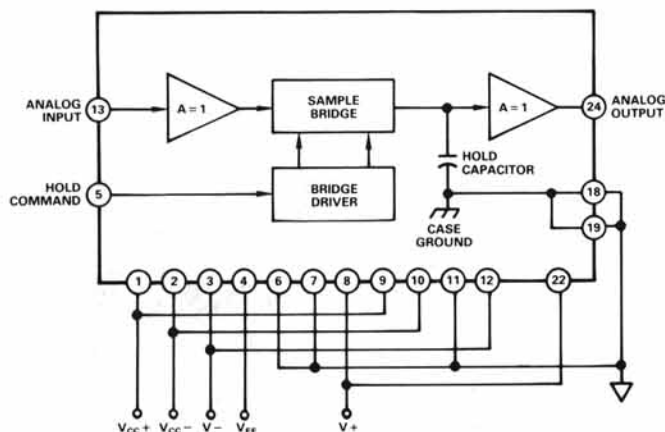 ANALOG
INPUT
13
A = 1
SAMPLE
BRIDGE
A = 1
24
ANALOG
OUTPUT
HOLD
CAPACITOR
HOLD
COMMAND
5
BRIDGE
DRIVER
CASE
GROUND
18
19
1 2 3 4 6 7 8 9 10 11 12 22
VCC+ VCC− V− VEE V+